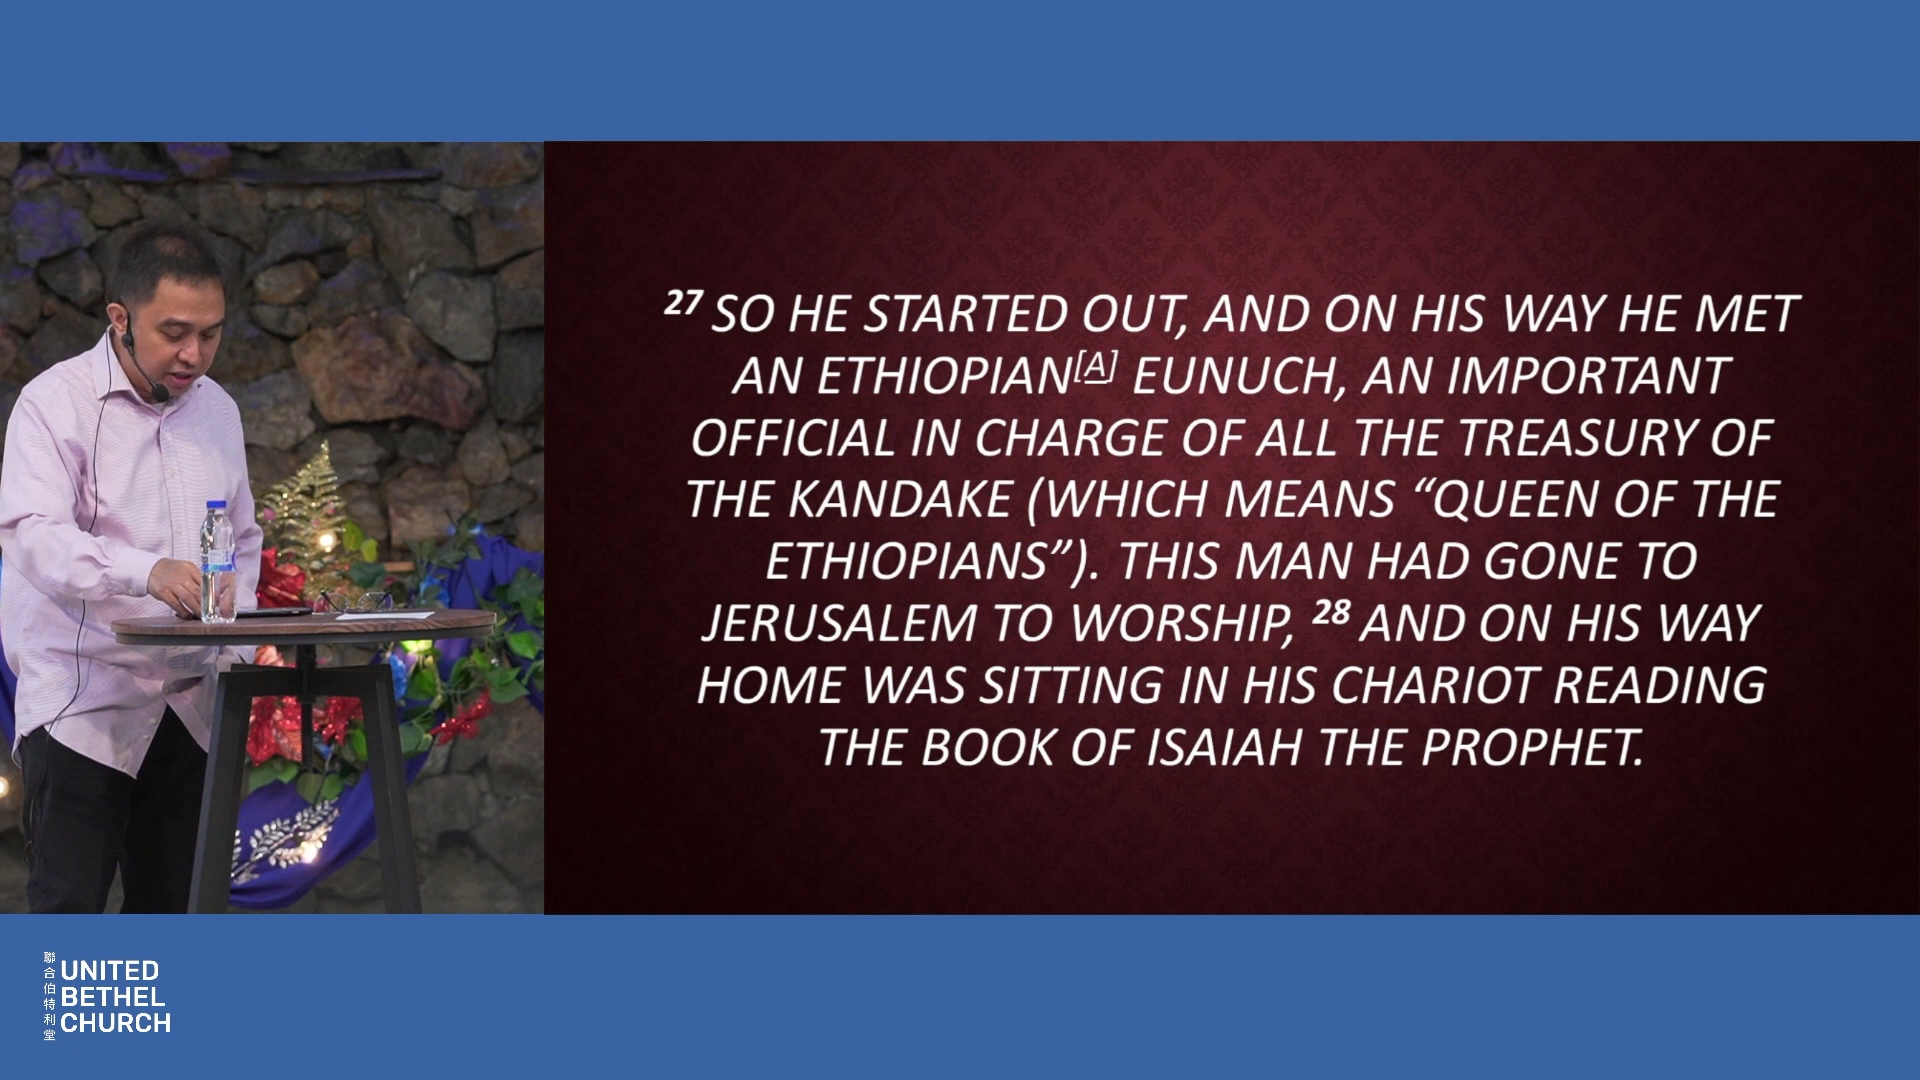 27 SO HE STARTED OUT, AND ON HIS WAY HE MET
AN ETHIOPIAN[A] EUNUCH, AN IMPORTANT
OFFICIAL IN CHARGE OF ALL THE TREASURY OF
THE KANDAKE (WHICH MEANS “QUEEN OF THE
ETHIOPIANS”). THIS MAN HAD GONE TO
JERUSALEM TO WORSHIP, 28 AND ON HIS WAY
HOME WAS SITTING IN HIS CHARIOT READING
THE BOOK OF ISAIAH THE PROPHET.
聯合伯特利堂
UNITED
BETHEL
CHURCH